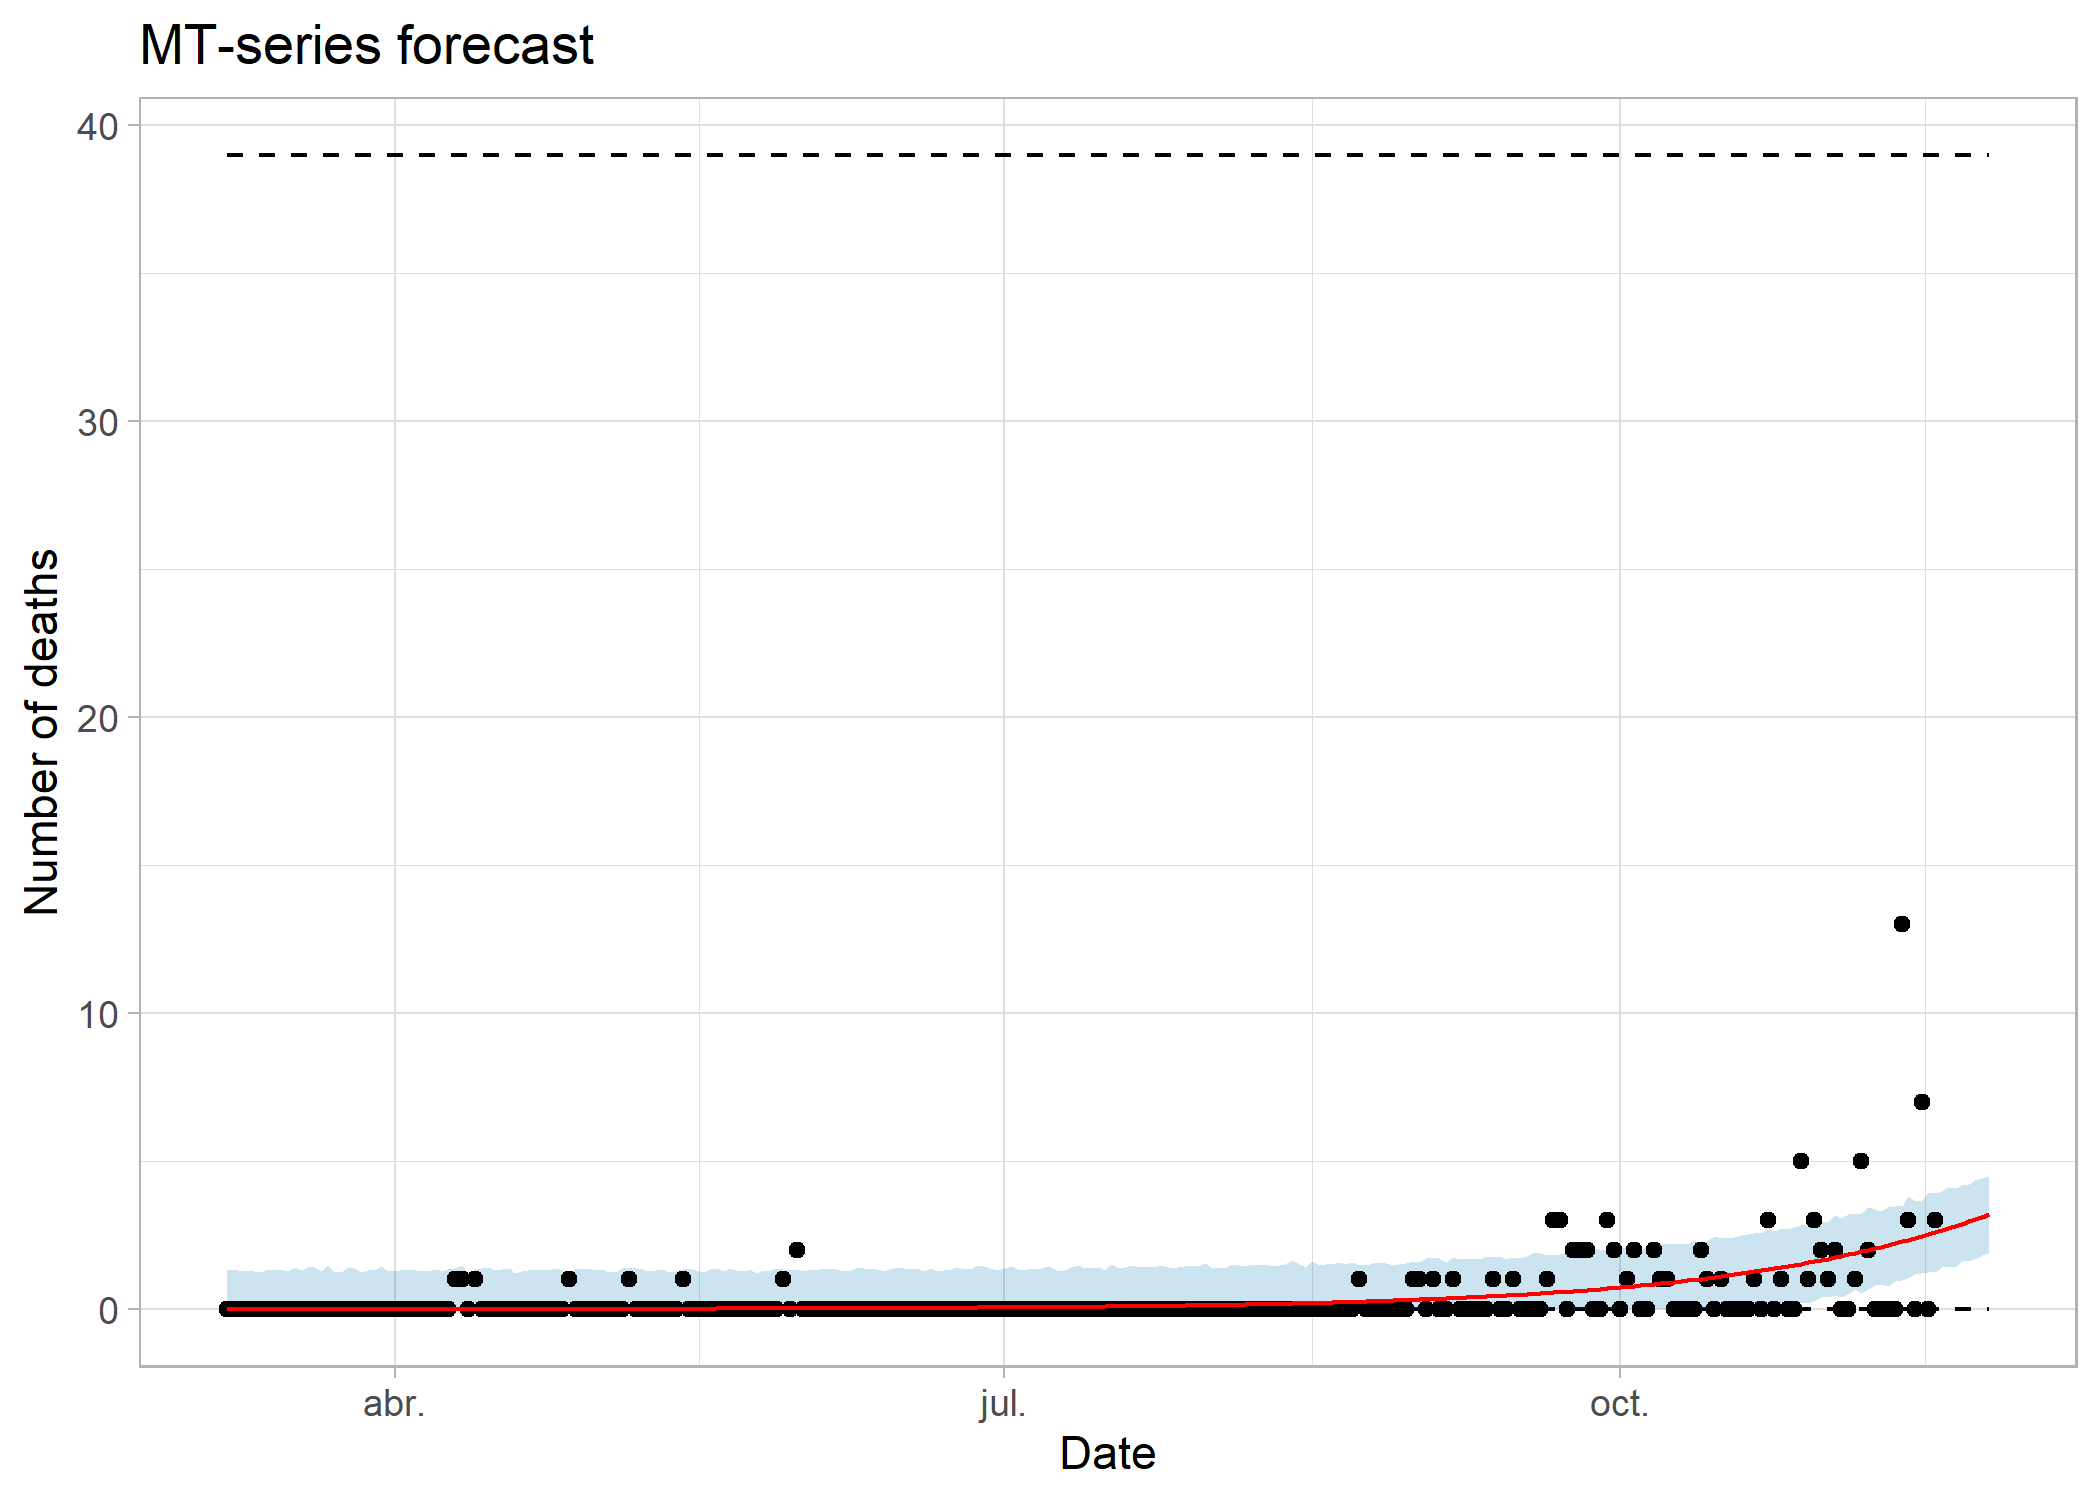 MT-series forecast
40
30
20
10
0
Number of deaths
abr.
jul.
oct.
Date